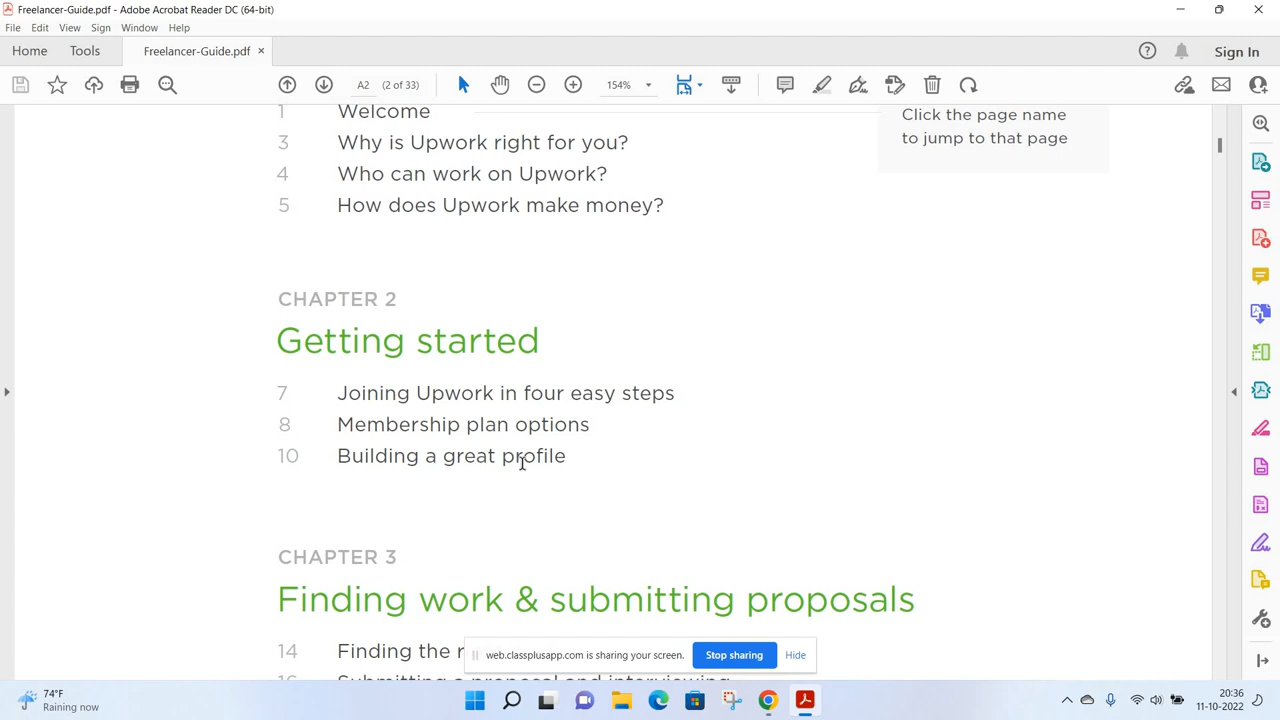 Freelancer-Guide.pdf - Adobe Acrobat Reader DC (64-bit)
File Edit View Sign Window Help
Home Tools Freelancer-Guide.pdf × Sign In
A2 (2 of 33) 154%
1 Welcome
Click the page name
to jump to that page
3 Why is Upwork right for you?
4 Who can work on Upwork?
5 How does Upwork make money?
CHAPTER 2
Getting started
7 Joining Upwork in four easy steps
8 Membership plan options
10 Building a great profile
CHAPTER 3
Finding work & submitting proposals
14 Finding the r
web.classplusapp.com is sharing your screen. Stop sharing Hide
16 Submitting a proposal and interviewing
74°F
Raining now
20:36
11-10-2022